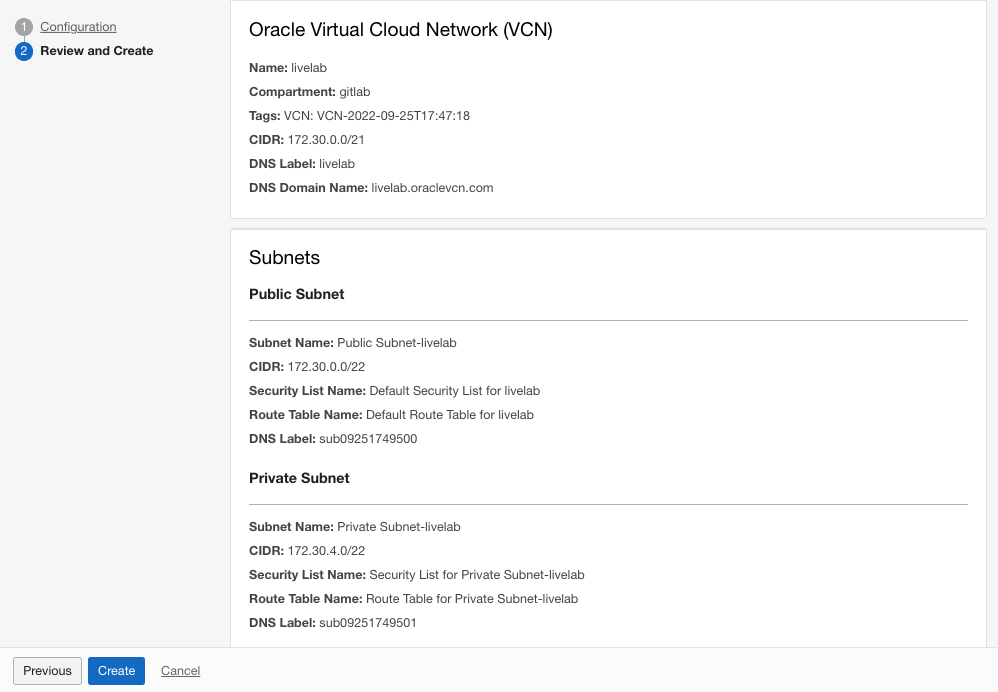 1 Configuration
2 Review and Create
Oracle Virtual Cloud Network (VCN)
Name: livelab
Compartment: gitlab
Tags: VCN: VCN-2022-09-25T17:47:18
CIDR: 172.30.0.0/21
DNS Label: livelab
DNS Domain Name: livelab.oraclevcn.com
Subnets
Public Subnet
Subnet Name: Public Subnet-livelab
CIDR: 172.30.0.0/22
Security List Name: Default Security List for livelab
Route Table Name: Default Route Table for livelab
DNS Label: sub09251749500
Private Subnet
Subnet Name: Private Subnet-livelab
CIDR: 172.30.4.0/22
Security List Name: Security List for Private Subnet-livelab
Route Table Name: Route Table for Private Subnet-livelab
DNS Label: sub09251749501
Previous Create Cancel